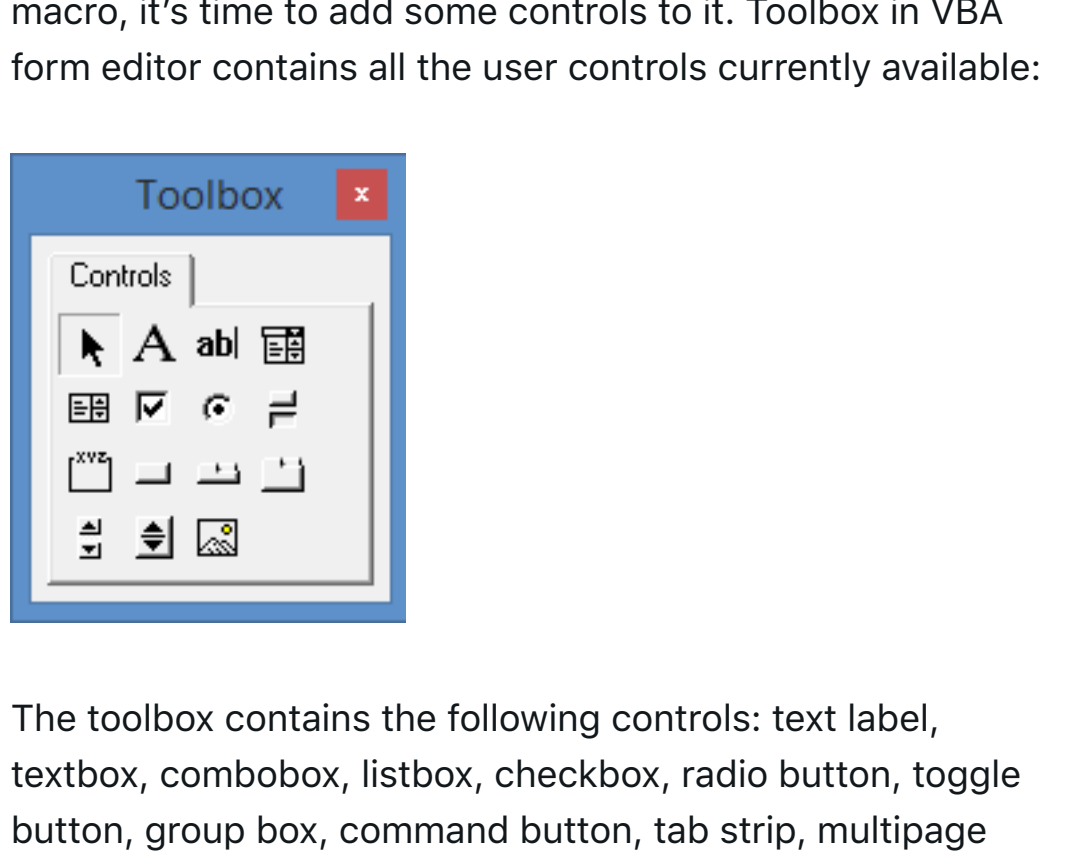 macro, it’s time to add some controls to it. Toolbox in VBA
form editor contains all the user controls currently available:
Toolbox x
Controls
A ab|
xyz
The toolbox contains the following controls: text label,
textbox, combobox, listbox, checkbox, radio button, toggle
button, group box, command button, tab strip, multipage